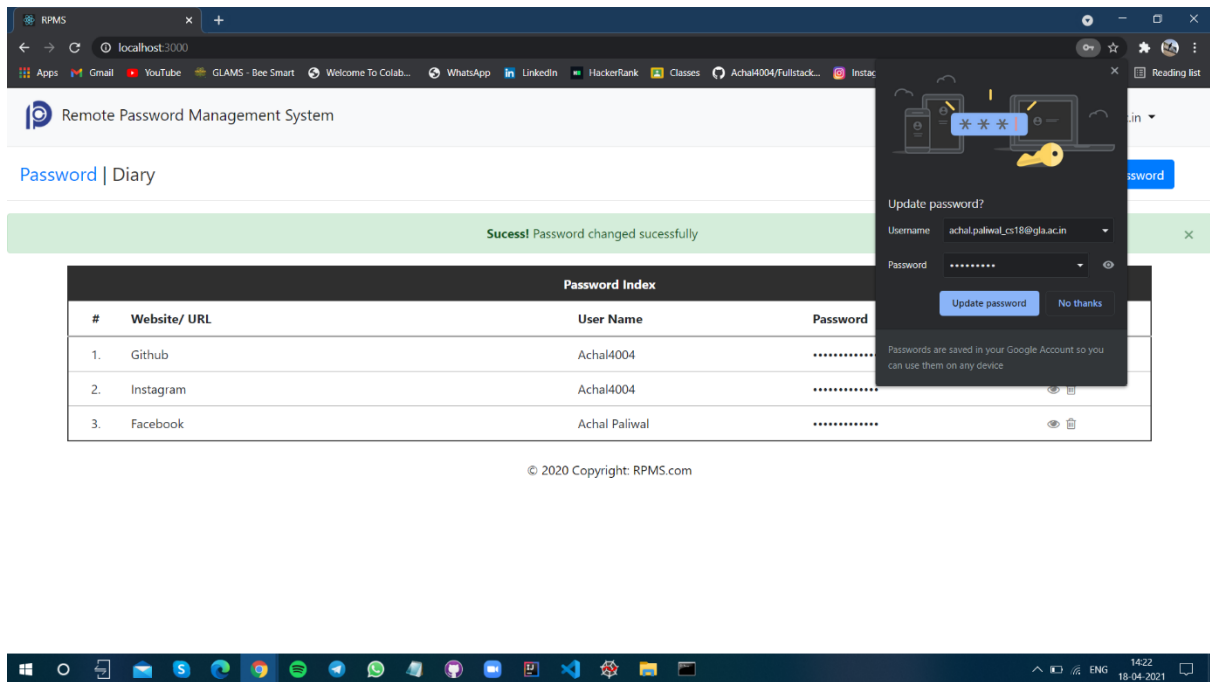 RPMS
localhost:3000
Apps Gmail YouTube GLAMS - Bee Smart Welcome To Colab... WhatsApp LinkedIn HackerRank Classes Achal4004/Fullstack... Instag Reading list
Remote Password Management System
.in
Password | Diary
ssword
Sucess! Password changed sucessfully
Update password?
Username achal.paliwal_cs18@gla.ac.in
Password •••••••••
Update password No thanks
Passwords are saved in your Google Account so you
can use them on any device
Password Index
# Website/ URL User Name Password
1. Github Achal4004 •••••••••••••
2. Instagram Achal4004 •••••••••••••
3. Facebook Achal Paliwal •••••••••••••
© 2020 Copyright: RPMS.com
ENG
14:22
18-04-2021